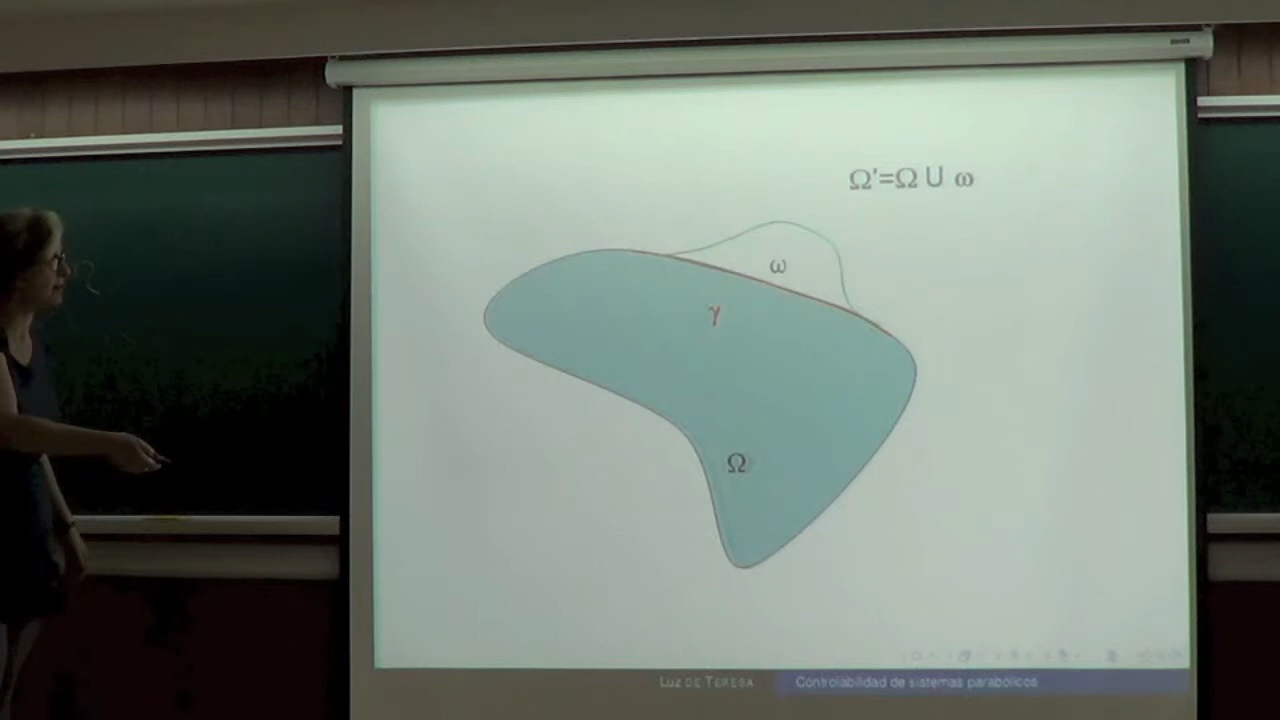 Ω'=Ω U ω
ω
γ
Ω
LUZ DE TERESA Controlabilidad de sistemas parabólicos